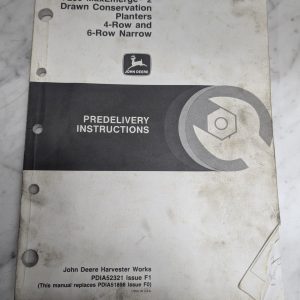 MaxEmerge 2
Drawn Conservation
Planters
4-Row and
6-Row Narrow
JOHN DEERE
PREDELIVERY
INSTRUCTIONS
John Deere Harvester Works
PDIA52321 Issue F1
(This manual replaces PDIA51898 Issue F0)